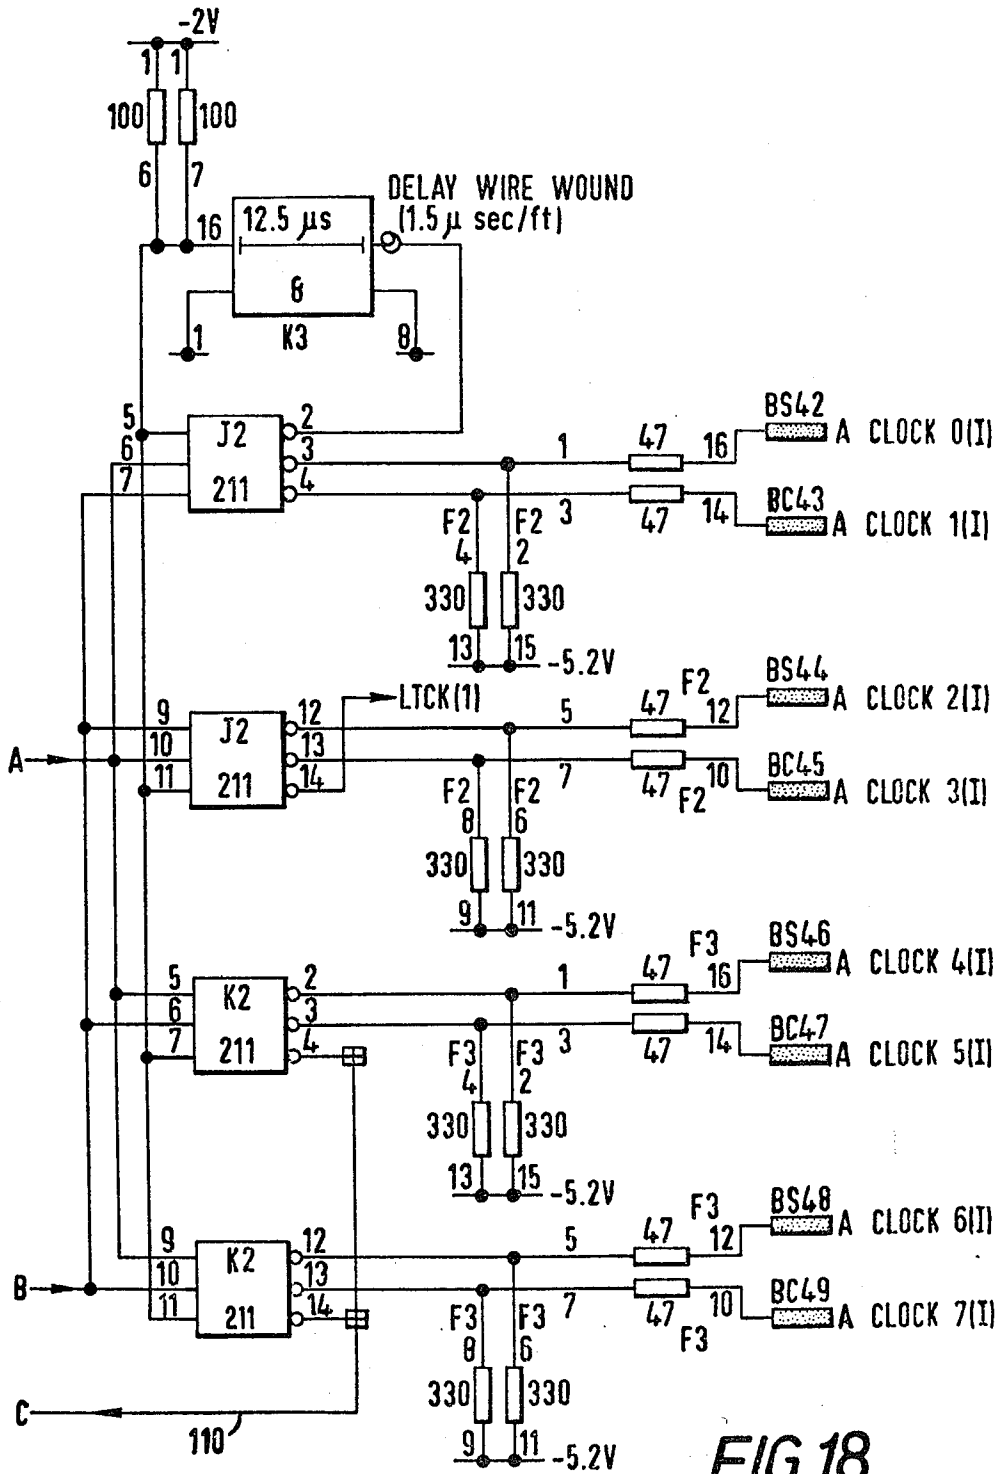 -2V
1 1
100 100
6 7
DELAY WIRE WOUND
(1.5 μ sec/ft)
16 12.5 μs
&
1 K3 8
BS42
5 J2 2
A CLOCK 0(I)
6 3 1 47 16
7 211 4 3 47 14
BC43
A CLOCK 1(I)
F2 F2
4 2
330 330
13 15 -5.2V
LTCK(1)
BS44
F2
9 J2 12 5 47 12 A CLOCK 2(I)
A 10 13 7 47 10
BC45
11 211 14 F2 A CLOCK 3(I)
F2 F2
8 6
330 330
9 11 -5.2V
BS46
F3
5 K2 2 1 47 16 A CLOCK 4(I)
6 3 3 47 14
BC47
7 211 4 A CLOCK 5(I)
F3 F3
4 2
330 330
13 15 -5.2V
BS48
F3
9 K2 12 5 47 12 A CLOCK 6(I)
B 10 13 7 47 10
BC49
11 211 14 F3 A CLOCK 7(I)
F3 F3
8 6
330 330
C 110
9 11 -5.2V
FIG.18